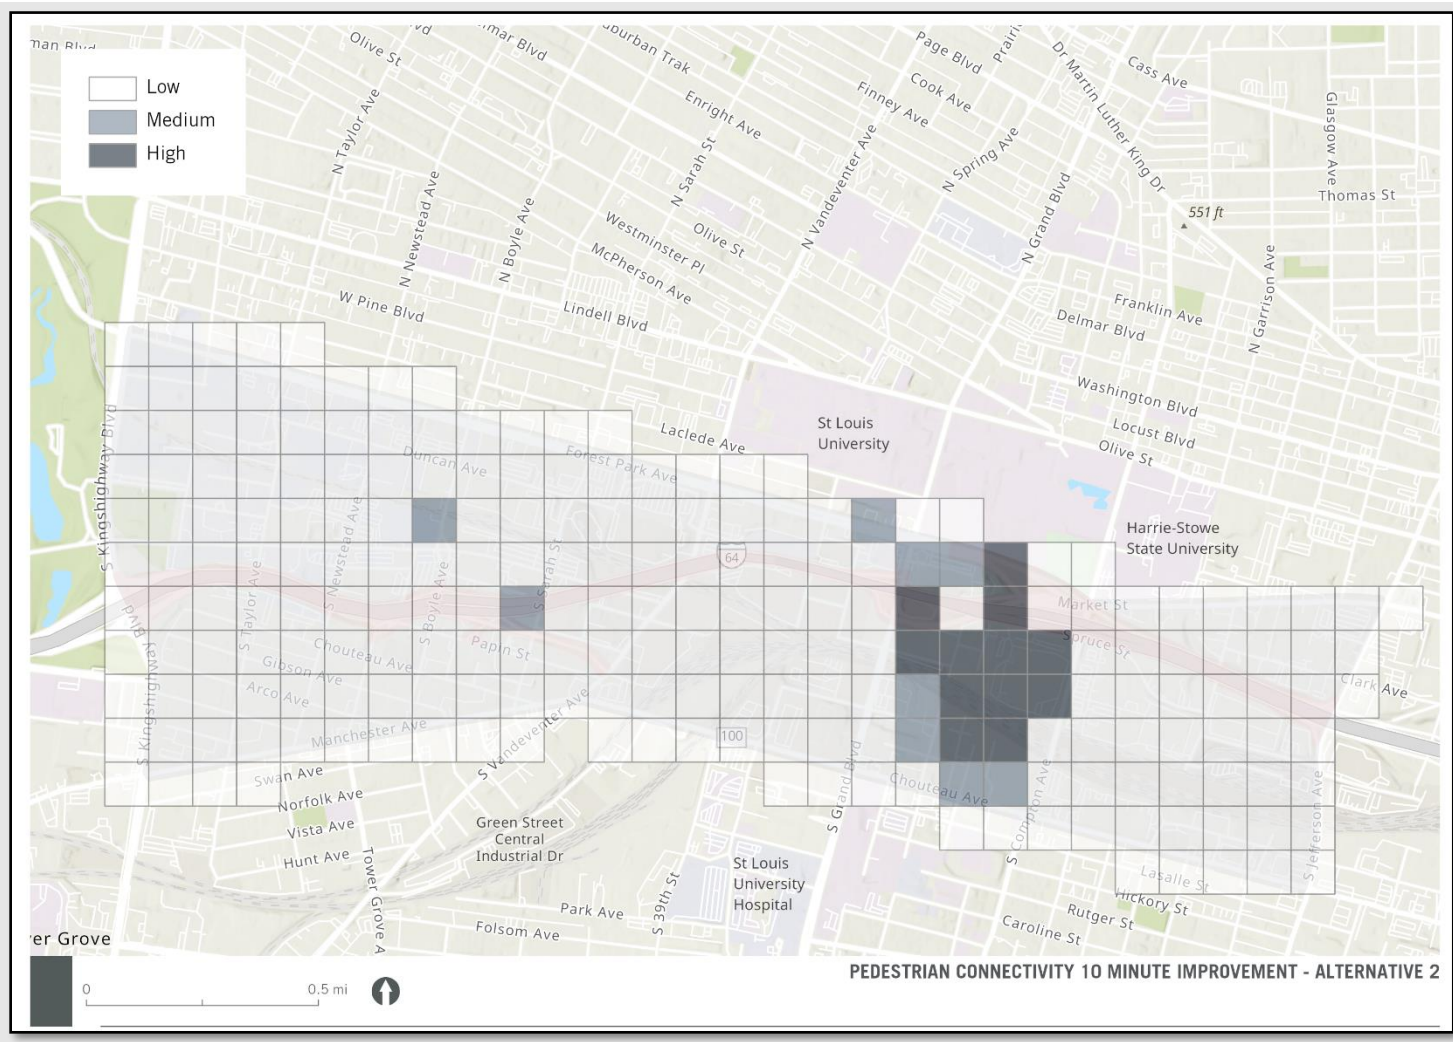 man Blvd
Low
Medium
High
Olive St
N Taylor Ave
N Newstead Ave
N Boyle Ave
W Pine Blvd
Lindell Blvd
Enright Ave
N Sarah St
Olive St
Westminster Pl
McPherson Ave
N Vandeventer Ave
Page Blvd
Cook Ave
Finney Ave
N Spring Ave
N Grand Blvd
Dr Martin Luther King Dr
Cass Ave
Glasgow Ave
Thomas St
551 ft
N Garrison Ave
Franklin Ave
Delmar Blvd
Washington Blvd
Locust Blvd
Olive St
Laclede Ave
St Louis
University
Harrie-Stowe
State University
Duncan Ave
Forest Park Ave
S Kingshighway Blvd
S Newstead Ave
S Taylor Ave
S Boyle Ave
S Sarah St
64
Market St
Spruce St
Clark Ave
Papin St
Chouteau Ave
Gibson Ave
Arco Ave
Manchester Ave
S Kingshighway Blvd
S Vandeventer Ave
100
Swan Ave
Norfolk Ave
Vista Ave
Hunt Ave
Tower Grove A
Green Street
Central
Industrial Dr
Park Ave
Folsom Ave
S 39th St
St Louis
University
Hospital
S Grand Blvd
Chouteau Ave
S Compton Ave
S Jefferson Ave
Lasalle St
Hickory St
Rutger St
Caroline St
er Grove
0
0.5 mi
PEDESTRIAN CONNECTIVITY 10 MINUTE IMPROVEMENT - ALTERNATIVE 2